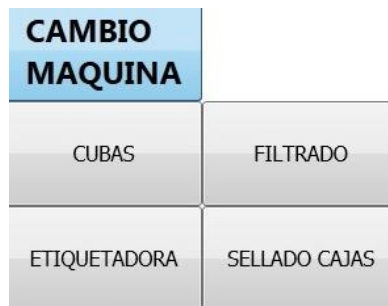 CAMBIO
MAQUINA
CUBAS
FILTRADO
ETIQUETADORA
SELLADO CAJAS